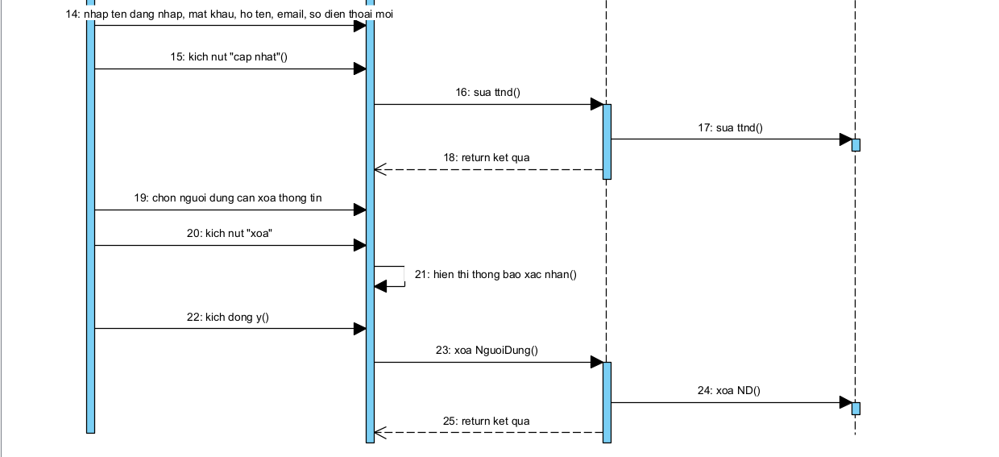 14: nhap ten dang nhap, mat khau, ho ten, email, so dien thoai moi
15: kich nut "cap nhat"()
16: sua ttnd()
17: sua ttnd()
18: return ket qua
19: chon nguoi dung can xoa thong tin
20: kich nut "xoa"
21: hien thi thong bao xac nhan()
22: kich dong y()
23: xoa NguoiDung()
24: xoa ND()
25: return ket qua